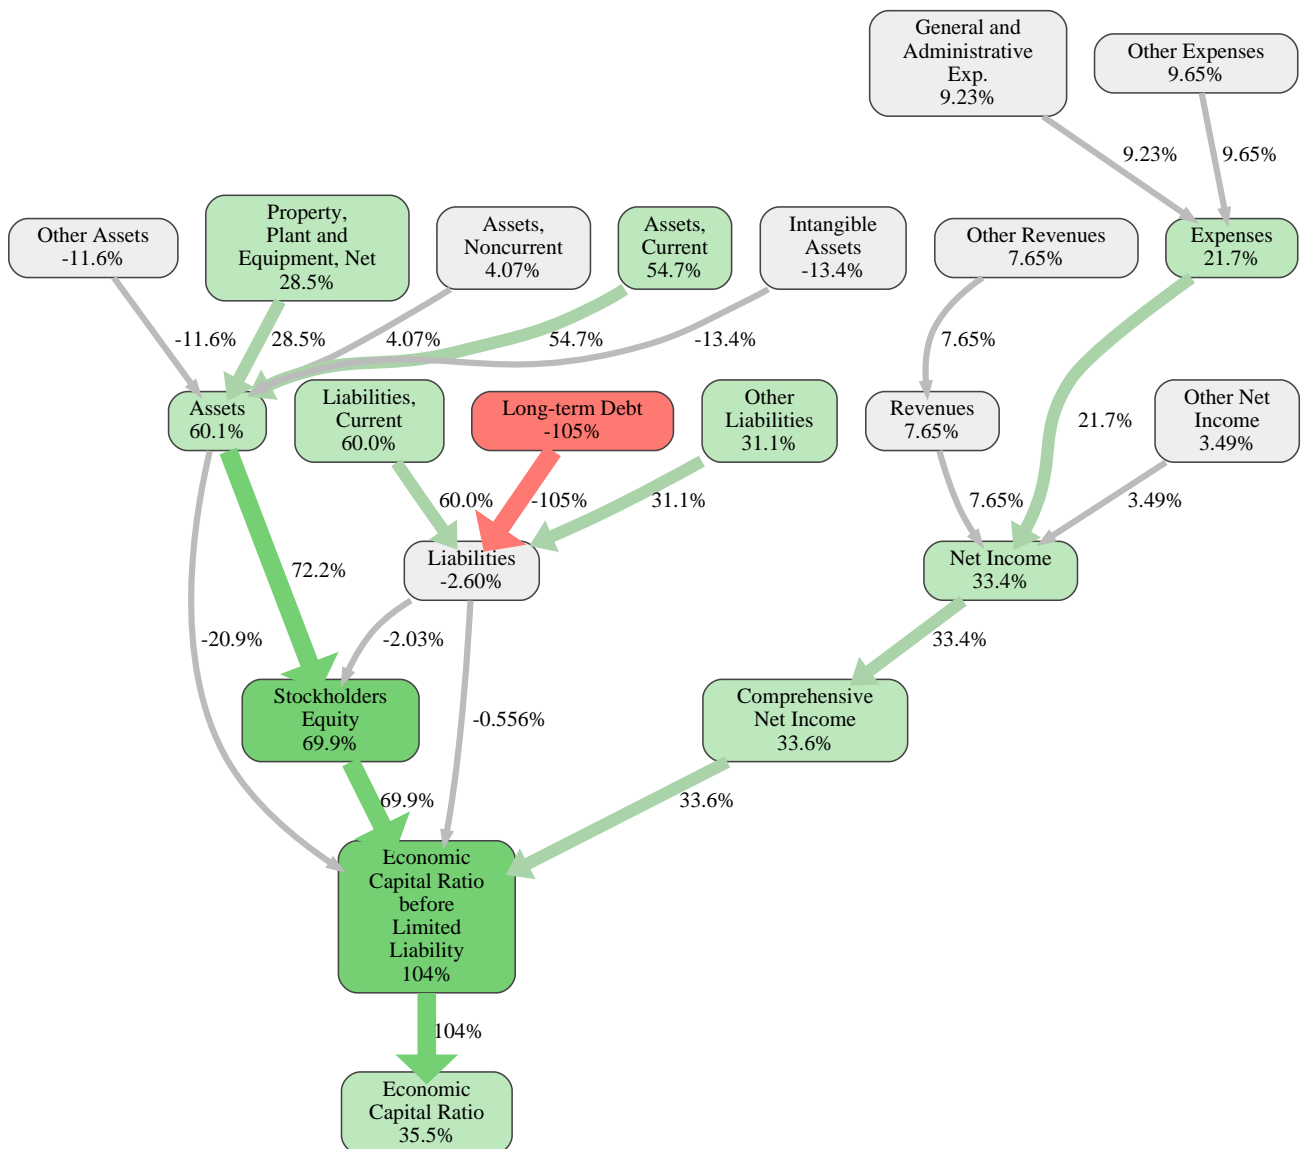 General and
Administrative
Exp.
9.23%
Other Expenses
9.65%
9.23%
9.65%
Other Assets
-11.6%
Property,
Plant and
Equipment, Net
28.5%
Assets,
Noncurrent
4.07%
Assets,
Current
54.7%
Intangible
Assets
-13.4%
Other Revenues
7.65%
Expenses
21.7%
-11.6%
28.5%
4.07%
54.7%
-13.4%
7.65%
Assets
60.1%
Liabilities,
Current
60.0%
Long-term Debt
-105%
Other
Liabilities
31.1%
Revenues
7.65%
21.7%
Other Net
Income
3.49%
60.0%
-105%
31.1%
7.65%
3.49%
72.2%
Liabilities
-2.60%
Net Income
33.4%
-20.9%
-2.03%
33.4%
Stockholders
Equity
69.9%
-0.556%
Comprehensive
Net Income
33.6%
69.9%
33.6%
Economic
Capital Ratio
before
Limited
Liability
104%
104%
Economic
Capital Ratio
35.5%